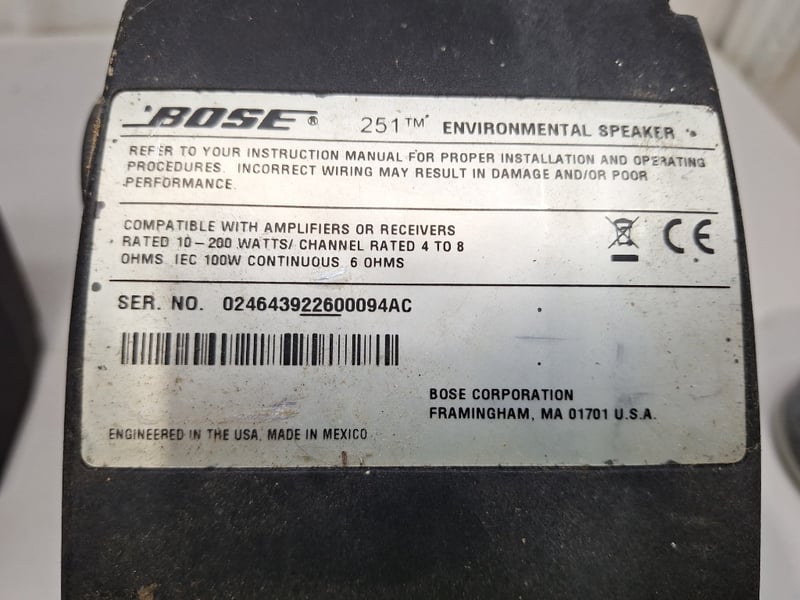 BOSE® 251™ ENVIRONMENTAL SPEAKER
REFER TO YOUR INSTRUCTION MANUAL FOR PROPER INSTALLATION AND OPERATING
PROCEDURES. INCORRECT WIRING MAY RESULT IN DAMAGE AND/OR POOR
PERFORMANCE.
COMPATIBLE WITH AMPLIFIERS OR RECEIVERS
RATED 10-200 WATTS/ CHANNEL RATED 4 TO 8
OHMS. IEC 100W CONTINUOUS 6 OHMS
CE
SER. NO. 024643922600094AC
BOSE CORPORATION
FRAMINGHAM, MA 01701 U.S.A.
ENGINEERED IN THE USA, MADE IN MEXICO